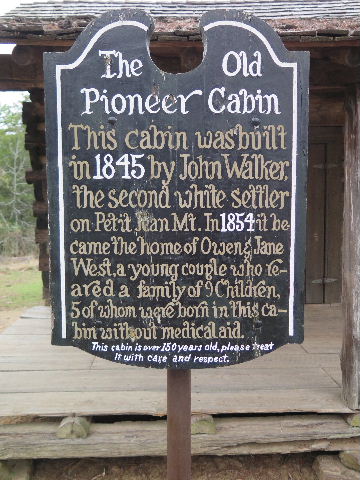 The Old
Pioneer Cabin
This cabin was built
in 1845 by John Walker,
the second white settler
on Petit Jean Mt. In 1854 it be
came the home of Owen & Jane
West, a young couple who re-
ared a family of 9 Children,
5 of whom were born in this ca-
bin without medical aid.
This cabin is over 150 years old, please treat
it with care and respect.